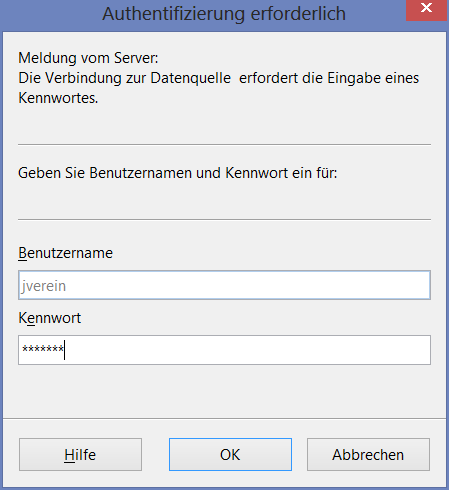 Authentifizierung erforderlich
Meldung vom Server:
Die Verbindung zur Datenquelle  erfordert die Eingabe eines
Kennwortes.
Geben Sie Benutzernamen und Kennwort ein für:
Benutzername
jverein
Kennwort
*******
Hilfe OK Abbrechen